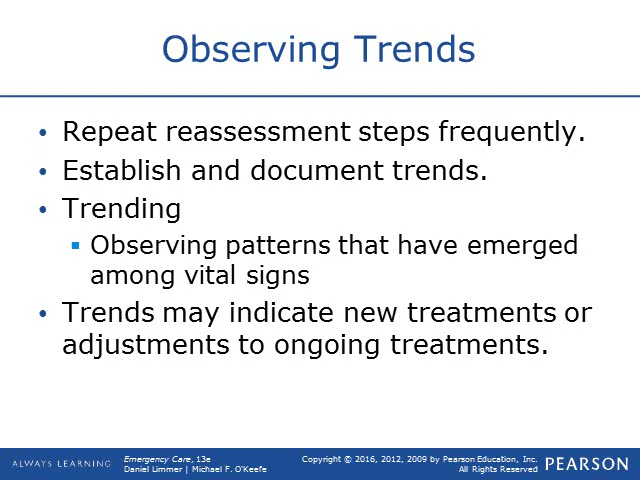 Observing Trends
• Repeat reassessment steps frequently.
• Establish and document trends.
• Trending
▪ Observing patterns that have emerged
among vital signs
• Trends may indicate new treatments or
adjustments to ongoing treatments.
ALWAYS LEARNING
Emergency Care, 13e
Daniel Limmer | Michael F. O'Keefe
Copyright © 2016, 2012, 2009 by Pearson Education, Inc.
All Rights Reserved
PEARSON